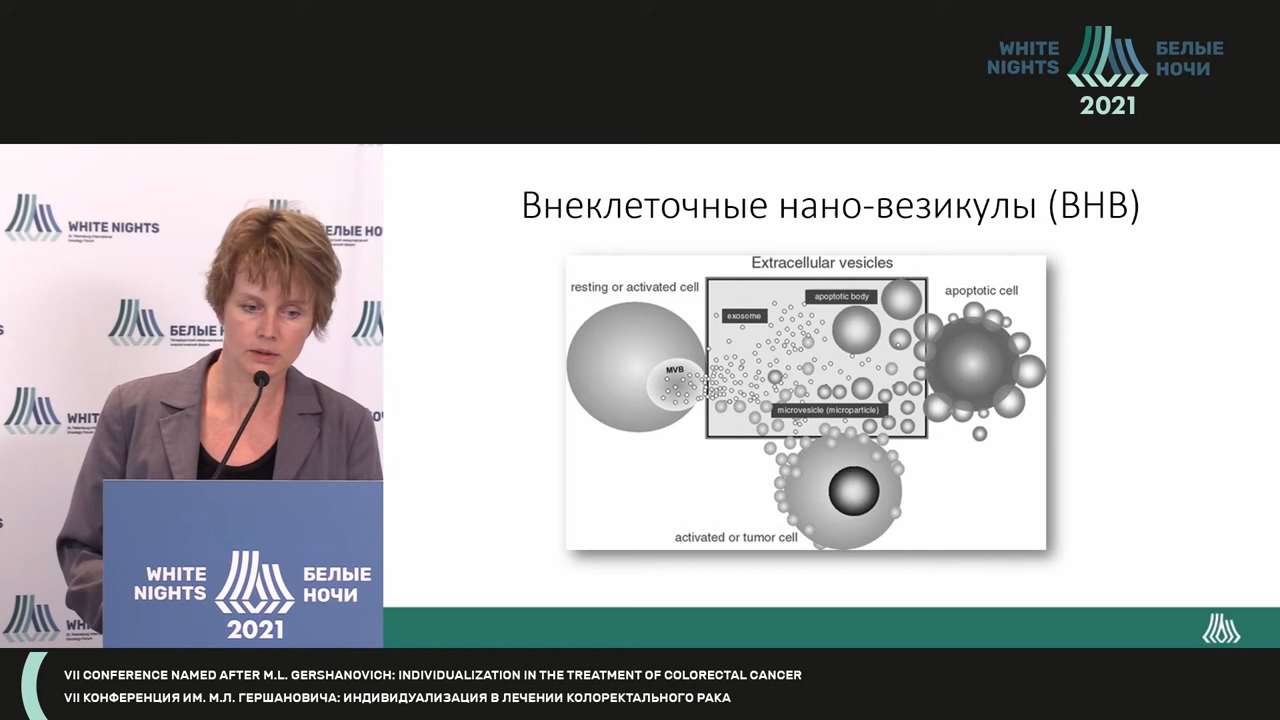 WHITE
NIGHTS
БЕЛЫЕ
НОЧИ
2021
WHITE NIGHTS
БЕЛЫЕ
WHITE
NIGHTS
БЕЛЫЕ
НОЧИ
2021
Внеклеточные нано-везикулы (ВНВ)
Extracellular vesicles
resting or activated cell
apoptotic body
apoptotic cell
exosome
MVB
microvesicle (microparticle)
activated or tumor cell
VII CONFERENCE NAMED AFTER M.L. GERSHANOVICH: INDIVIDUALIZATION IN THE TREATMENT OF COLORECTAL CANCER
VII КОНФЕРЕНЦИЯ ИМ. М.Л. ГЕРШАНОВИЧА: ИНДИВИДУАЛИЗАЦИЯ В ЛЕЧЕНИИ КОЛОРЕКТАЛЬНОГО РАКА